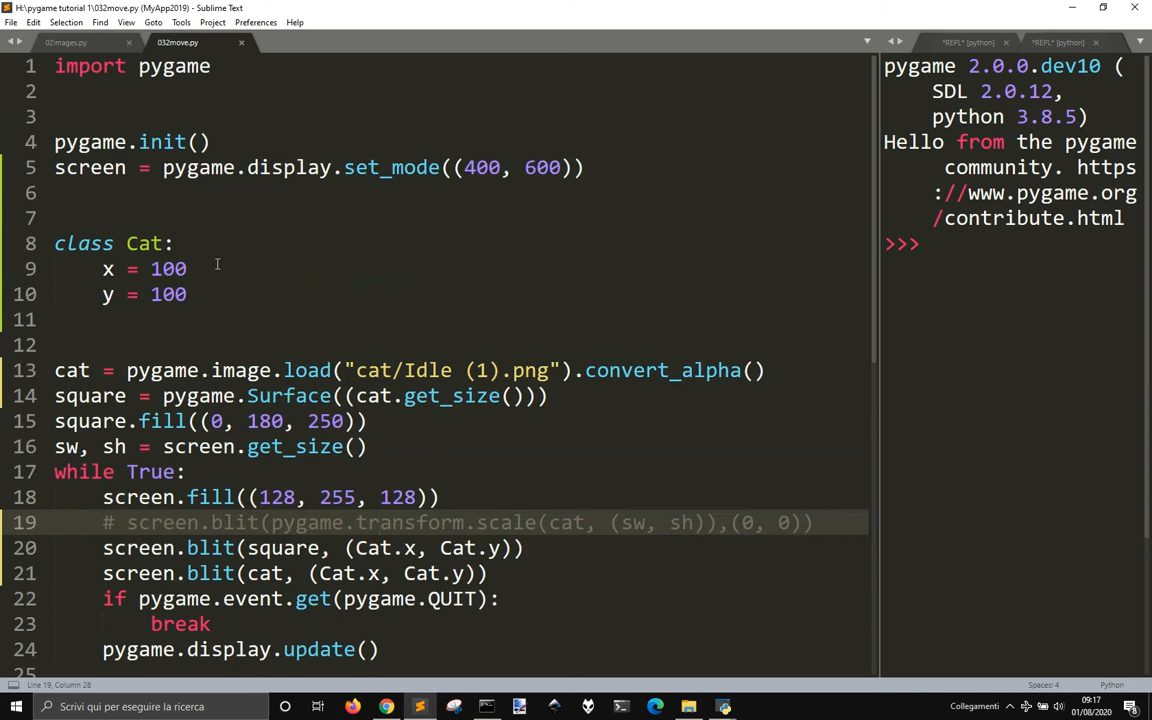 H:\pygame tutorial 1\032move.py (MyApp2019) - Sublime Text
File Edit Selection Find View Goto Tools Project Preferences Help
02images.py 032move.py *REPL* [python] *REPL* [python]
1 import pygame
2
3
4 pygame.init()
5 screen = pygame.display.set_mode((400, 600))
6
7
8 class Cat:
9 x = 100
10 y = 100
11
12
13 cat = pygame.image.load("cat/Idle (1).png").convert_alpha()
14 square = pygame.Surface((cat.get_size()))
15 square.fill((0, 180, 250))
16 sw, sh = screen.get_size()
17 while True:
18 screen.fill((128, 255, 128))
19 # screen.blit(pygame.transform.scale(cat, (sw, sh)),(0, 0))
20 screen.blit(square, (Cat.x, Cat.y))
21 screen.blit(cat, (Cat.x, Cat.y))
22 if pygame.event.get(pygame.QUIT):
23 break
24 pygame.display.update()
25
pygame 2.0.0.dev10 (
SDL 2.0.12,
python 3.8.5)
Hello from the pygame
community. https
://www.pygame.org
/contribute.html
>>>
Line 19, Column 28 Spaces: 4 Python
Scrivi qui per eseguire la ricerca
Collegamenti
09:17
01/08/2020
8